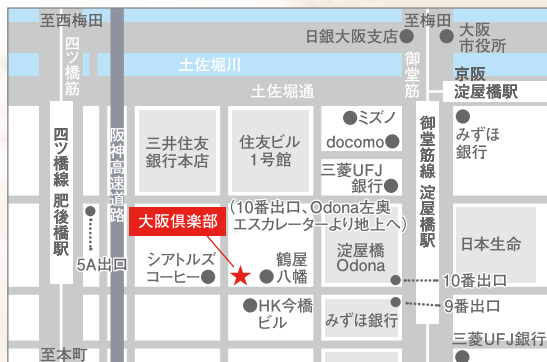 至西梅田
至梅田
四ツ橋筋
日銀大阪支店
大阪
市役所
御堂筋
土佐堀川
京阪
淀屋橋駅
土佐堀通
四ツ橋線 肥後橋駅
阪神高速道路
三井住友
銀行本店
住友ビル
1号館
ミズノ
docomo
三菱UFJ
銀行
御堂筋線 淀屋橋駅
みずほ
銀行
大阪倶楽部
（10番出口、Odona左奥
エスカレーターより地上へ）
5A出口
シアトルズ
コーヒー
鶴屋
八幡
淀屋橋
Odona
日本生命
10番出口
9番出口
HK今橋
ビル
みずほ銀行
三菱UFJ
銀行
至本町